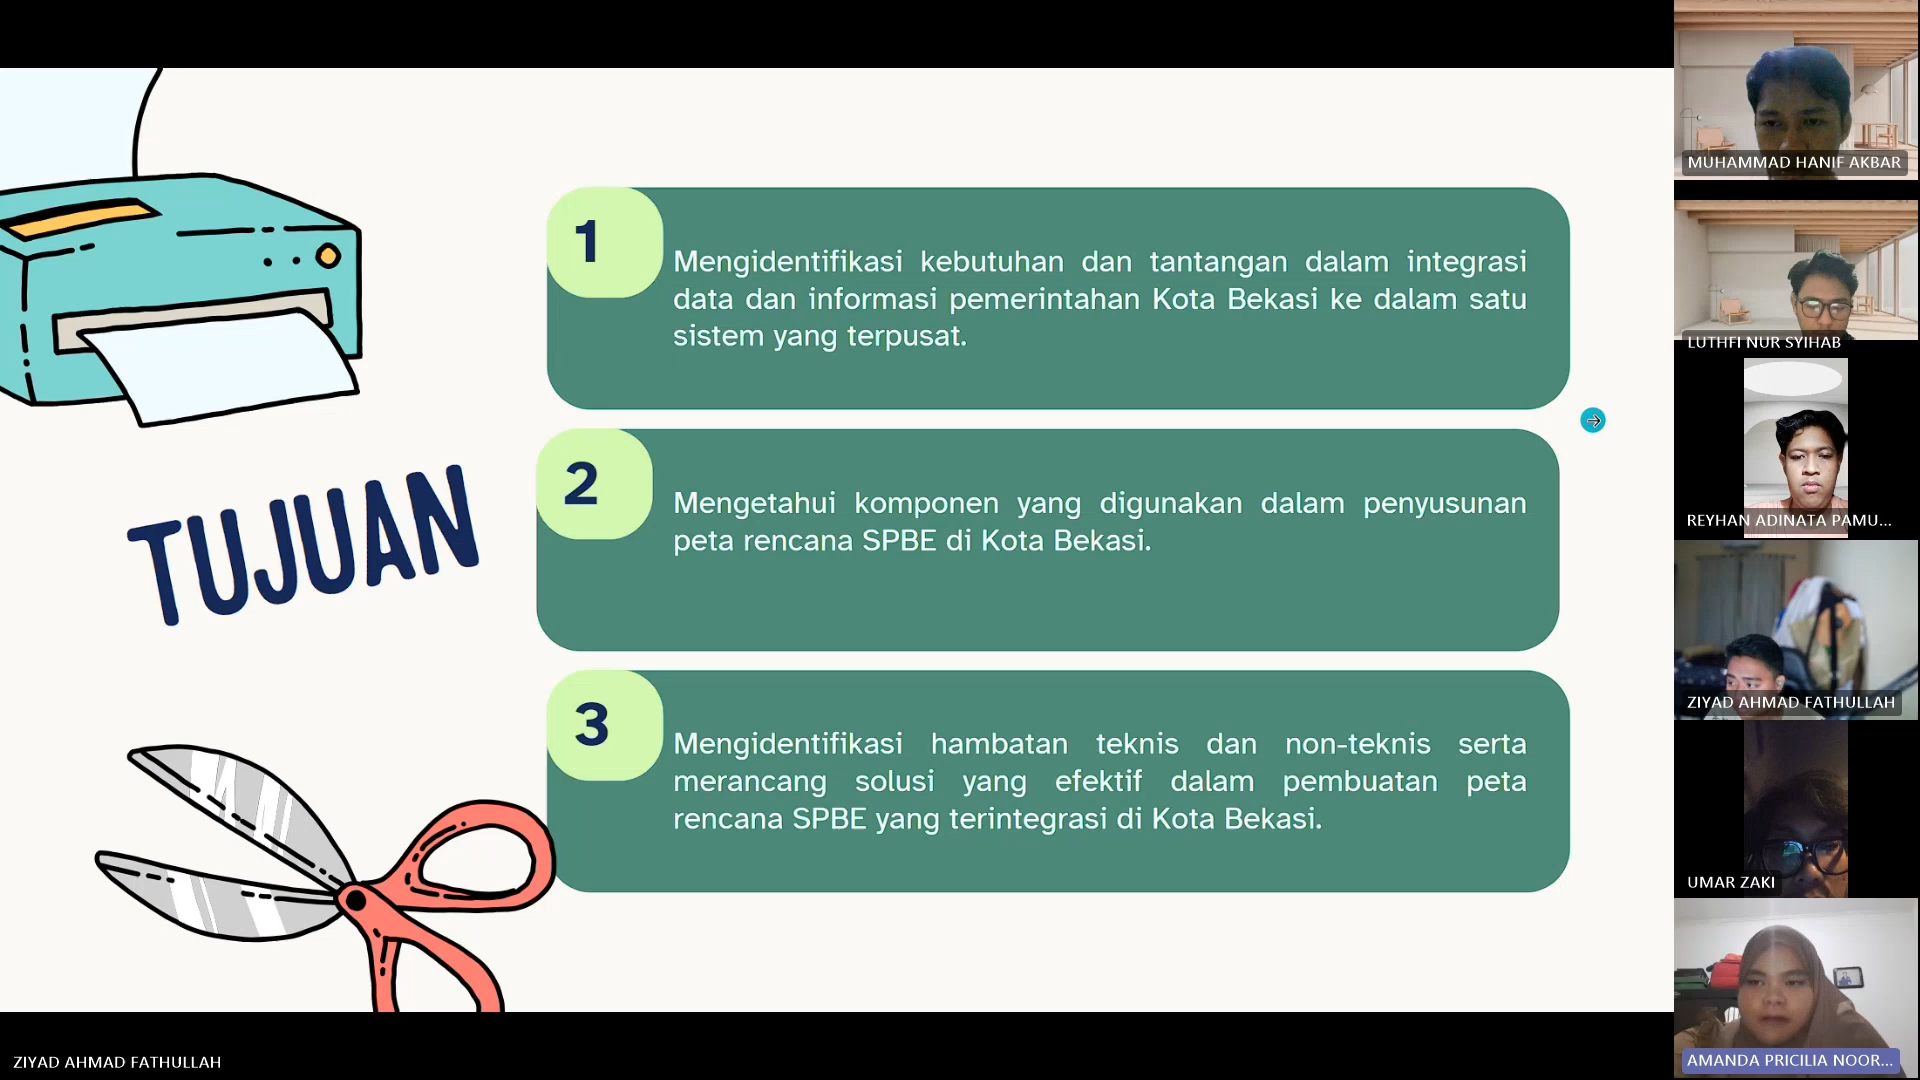 TUJUAN
1
Mengidentifikasi kebutuhan dan tantangan dalam integrasi
data dan informasi pemerintahan Kota Bekasi ke dalam satu
sistem yang terpusat.
2
Mengetahui komponen yang digunakan dalam penyusunan
peta rencana SPBE di Kota Bekasi.
3
Mengidentifikasi hambatan teknis dan non-teknis serta
merancang solusi yang efektif dalam pembuatan peta
rencana SPBE yang terintegrasi di Kota Bekasi.
ZIYAD AHMAD FATHULLAH
MUHAMMAD HANIF AKBAR
LUTHFI NUR SYIHAB
REYHAN ADINATA PAMU...
ZIYAD AHMAD FATHULLAH
UMAR ZAKI
AMANDA PRICILIA NOOR...